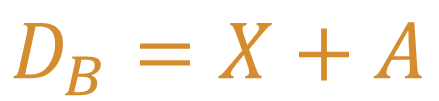 D_B = X + A